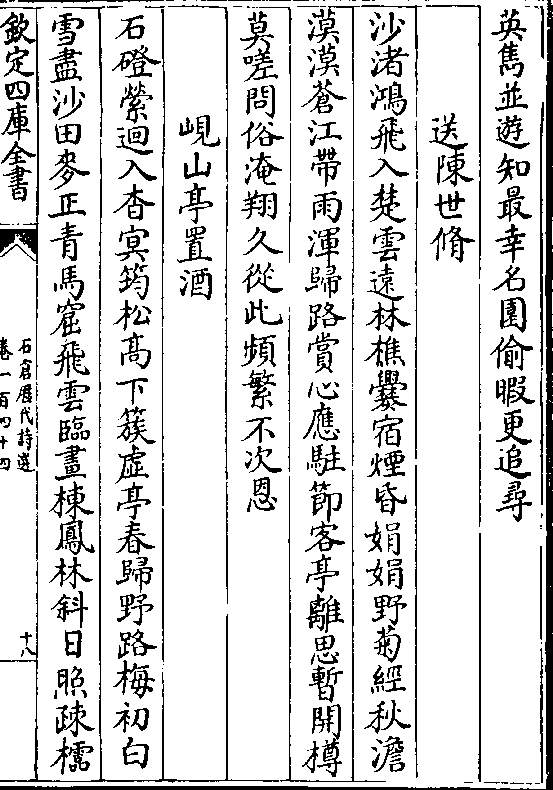 英雋並遊知最幸名園偷暇更追尋
送陳世脩
沙渚鴻飛入楚雲遠林樵爨宿煙昏娟娟野菊經秋澹
漠漠蒼江帶雨渾歸路賞心應駐節客亭離思暫開樽
莫嗟問俗淹翔久從此頻繁不次恩
峴山亭置酒
石磴縈迴入杳冥筠松高下簇虛亭春歸野路梅初白
雪盡沙田麥正青馬窟飛雲臨畫棟鳳林斜日照疎櫺
欽定四庫全書
石倉歷代詩選
卷一百四十四
十八